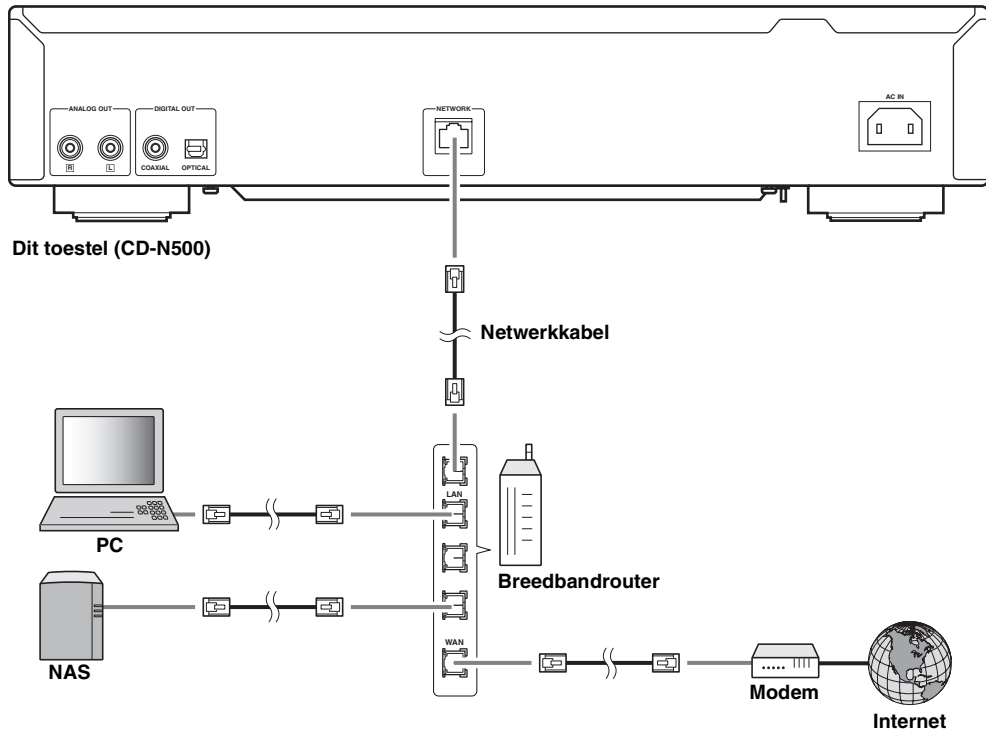 ANALOG OUT
DIGITAL OUT
NETWORK
AC IN
R
L
COAXIAL
OPTICAL
Dit toestel (CD-N500)
Netwerkkabel
LAN
PC
Breedbandrouter
NAS
WAN
Modem
Internet